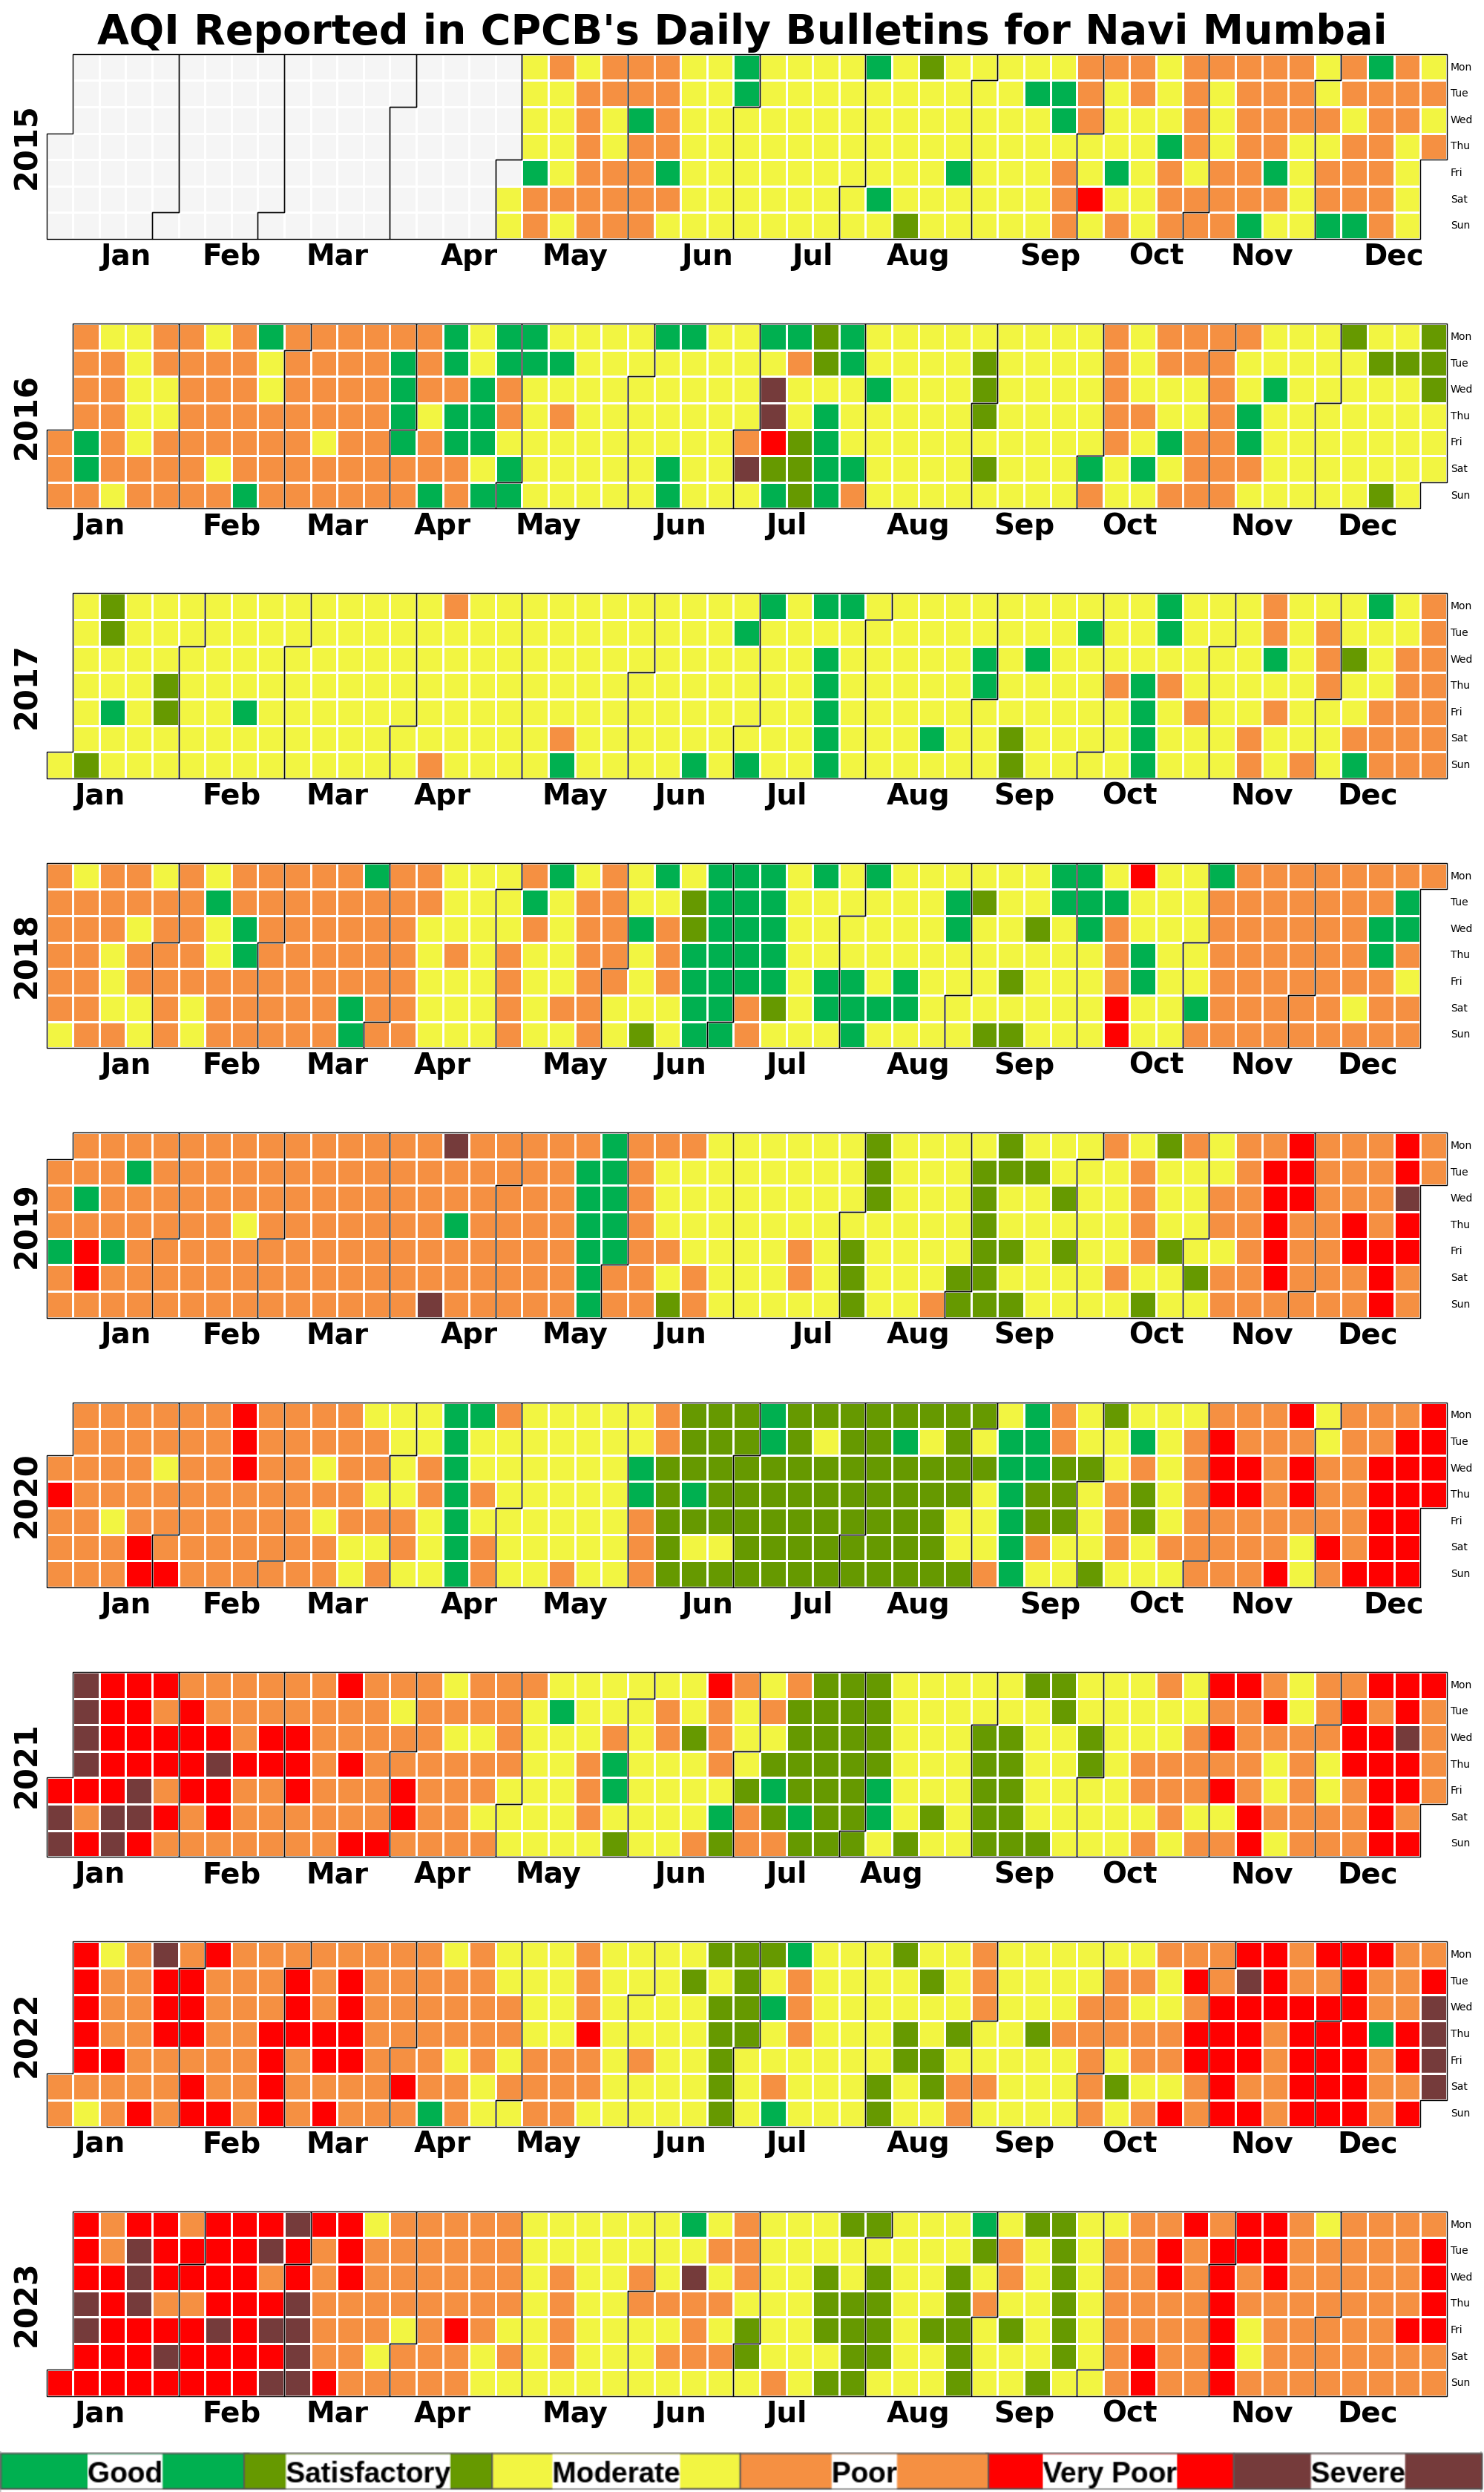 AQI Reported in CPCB's Daily Bulletins for Navi Mumbai
2015
Mon
Tue
Wed
Thu
Fri
Sat
Sun
Jan Feb Mar Apr May Jun Jul Aug Sep Oct Nov Dec
2016
Mon
Tue
Wed
Thu
Fri
Sat
Sun
Jan Feb Mar Apr May Jun Jul Aug Sep Oct Nov Dec
2017
Mon
Tue
Wed
Thu
Fri
Sat
Sun
Jan Feb Mar Apr May Jun Jul Aug Sep Oct Nov Dec
2018
Mon
Tue
Wed
Thu
Fri
Sat
Sun
Jan Feb Mar Apr May Jun Jul Aug Sep Oct Nov Dec
2019
Mon
Tue
Wed
Thu
Fri
Sat
Sun
Jan Feb Mar Apr May Jun Jul Aug Sep Oct Nov Dec
2020
Mon
Tue
Wed
Thu
Fri
Sat
Sun
Jan Feb Mar Apr May Jun Jul Aug Sep Oct Nov Dec
2021
Mon
Tue
Wed
Thu
Fri
Sat
Sun
Jan Feb Mar Apr May Jun Jul Aug Sep Oct Nov Dec
2022
Mon
Tue
Wed
Thu
Fri
Sat
Sun
Jan Feb Mar Apr May Jun Jul Aug Sep Oct Nov Dec
2023
Mon
Tue
Wed
Thu
Fri
Sat
Sun
Jan Feb Mar Apr May Jun Jul Aug Sep Oct Nov Dec
Good Satisfactory Moderate Poor Very Poor Severe